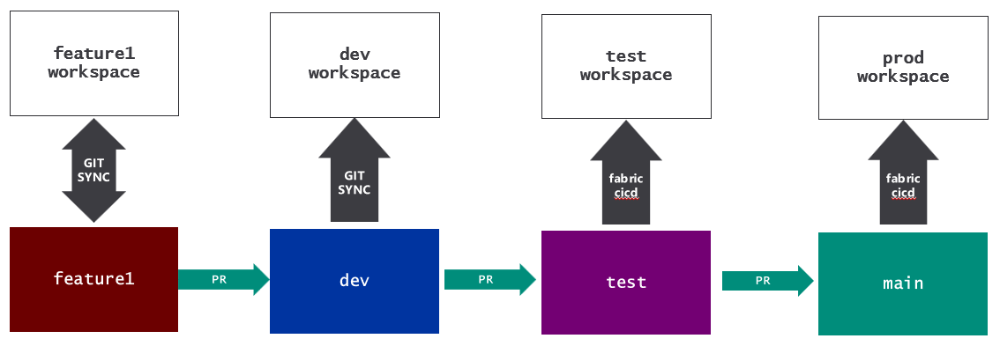 feature1
workspace
dev
workspace
test
workspace
prod
workspace
GIT
SYNC
GIT
SYNC
fabric
cicd
fabric
cicd
feature1
PR
dev
PR
test
PR
main